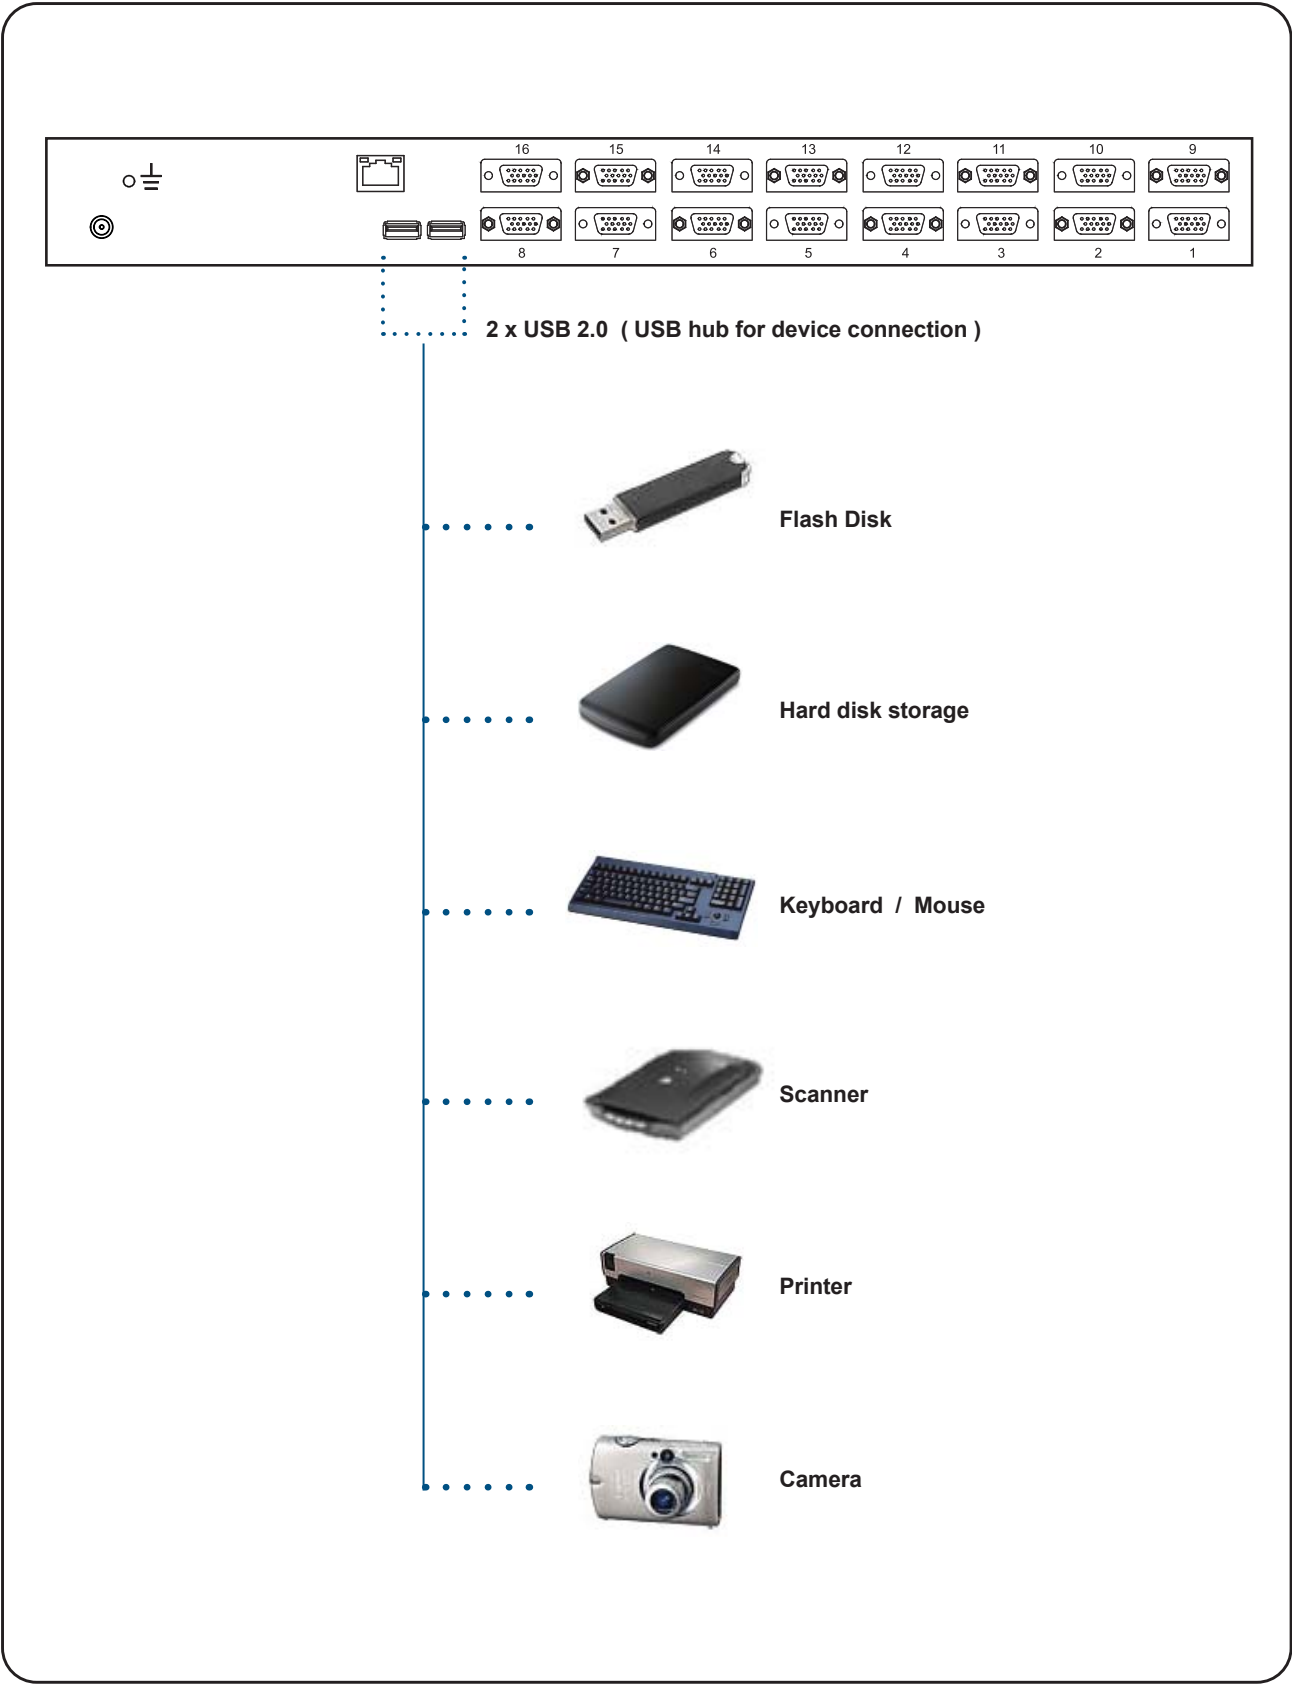 16 15 14 13 12 11 10 9
8 7 6 5 4 3 2 1
2 x USB 2.0 ( USB hub for device connection )
Flash Disk
Hard disk storage
Keyboard / Mouse
Scanner
Printer
Camera